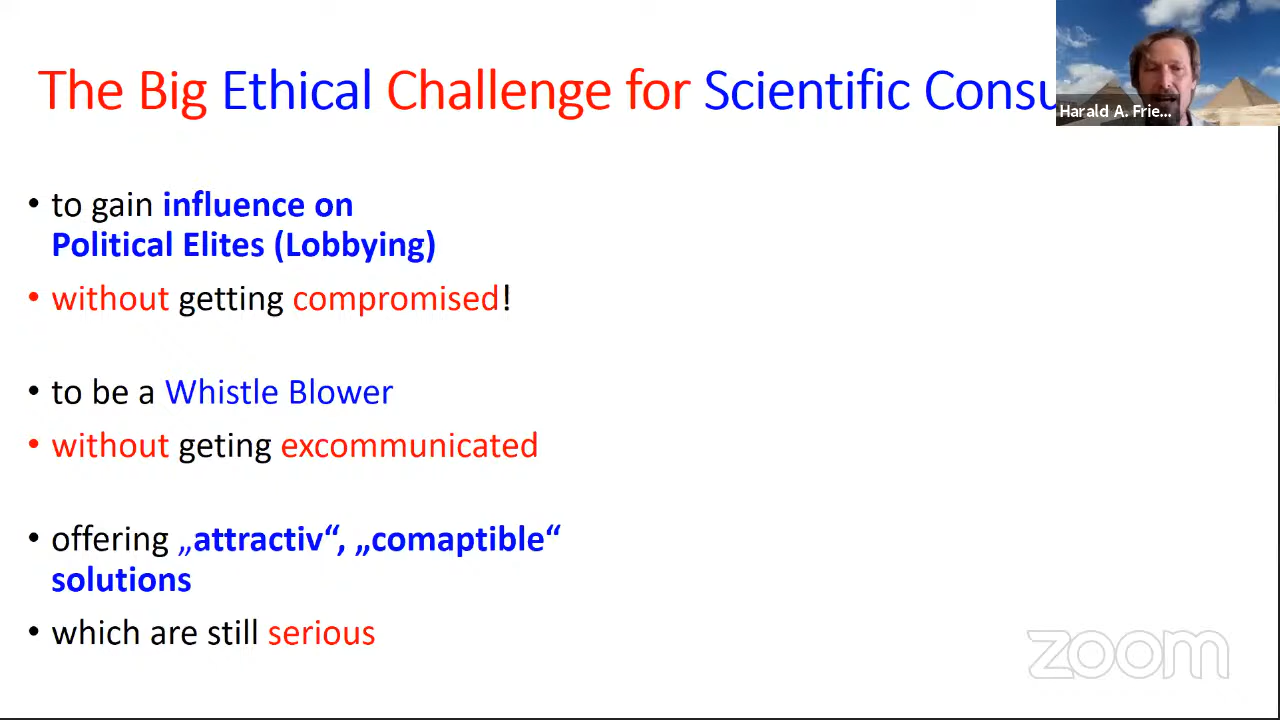 The Big Ethical Challenge for Scientific Consu
Harald A. Frie...
• to gain influence on
Political Elites (Lobbying)
• without getting compromised!
• to be a Whistle Blower
• without geting excommunicated
• offering „attractiv“, „comaptible“
solutions
• which are still serious
zoom